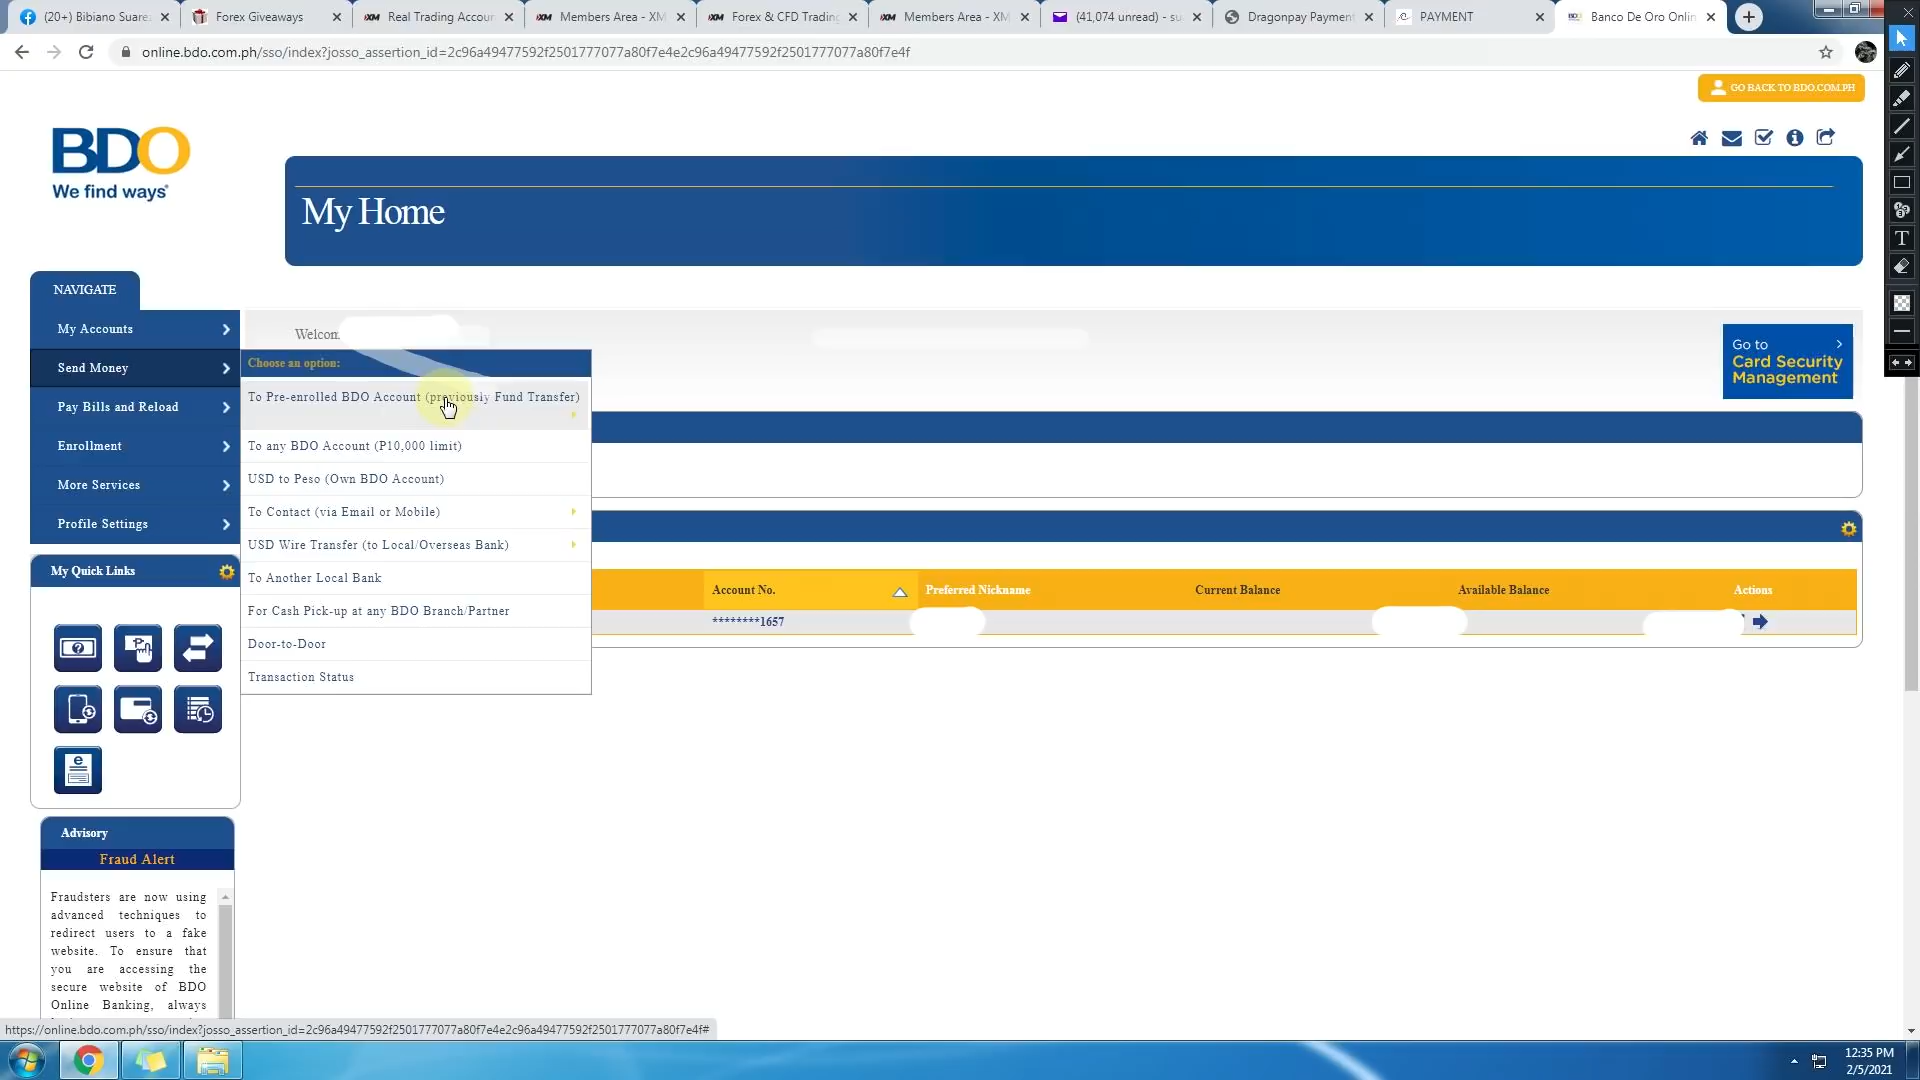 (20+) Bibiano Suare
Forex Giveaways
XM Real Trading Accoun
XM Members Area - XM
XM Forex & CFD Trading
XM Members Area - XM
(41,074 unread) - su
Dragonpay Payment
PAYMENT
Banco De Oro Onlin
online.bdo.com.ph/sso/index?josso_assertion_id=2c96a49477592f2501777077a80f7e4e2c96a49477592f2501777077a80f7e4f
GO BACK TO BDO.COM.PH
BDO
We find ways
My Home
NAVIGATE
My Accounts
Send Money
Pay Bills and Reload
Enrollment
More Services
Profile Settings
Welcom
Choose an option:
To Pre-enrolled BDO Account (previously Fund Transfer)
To any BDO Account (P10,000 limit)
USD to Peso (Own BDO Account)
To Contact (via Email or Mobile)
USD Wire Transfer (to Local/Overseas Bank)
To Another Local Bank
For Cash Pick-up at any BDO Branch/Partner
Door-to-Door
Transaction Status
Go to
Card Security
Management
Account No.
Preferred Nickname
Current Balance
Available Balance
Actions
********1657
My Quick Links
Advisory
Fraud Alert
Fraudsters are now using
advanced techniques to
redirect users to a fake
website. To ensure that
you are accessing the
secure website of BDO
Online Banking, always
https://online.bdo.com.ph/sso/index?josso_assertion_id=2c96a49477592f2501777077a80f7e4e2c96a49477592f2501777077a80f7e4f#
12:35 PM
2/5/2021